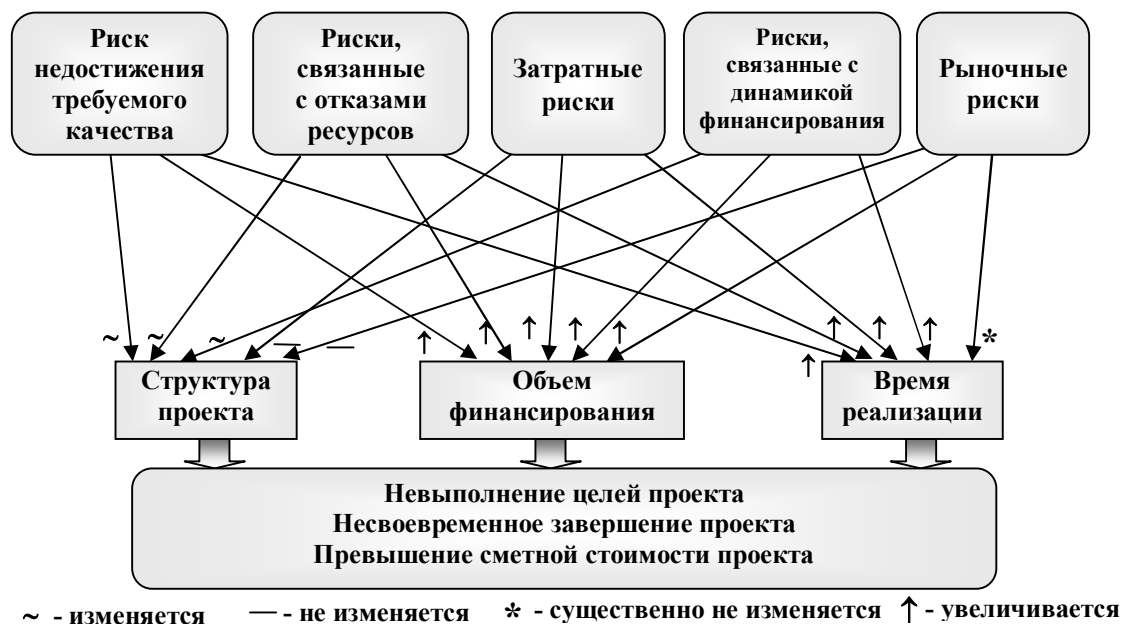 Риск
недостижения
требуемого
качества
Риски,
связанные
с отказами
ресурсов
Затратные
риски
Риски,
связанные с
динамикой
финансирования
Рыночные
риски
~ ~ ~ — — ↑ ↑ ↑ ↑ ↑ ↑ ↑ ↑ ↑ *
Структура
проекта
Объем
финансирования
Время
реализации
Невыполнение целей проекта
Несвоевременное завершение проекта
Превышение сметной стоимости проекта
~ - изменяется — - не изменяется * - существенно не изменяется ↑ - увеличивается